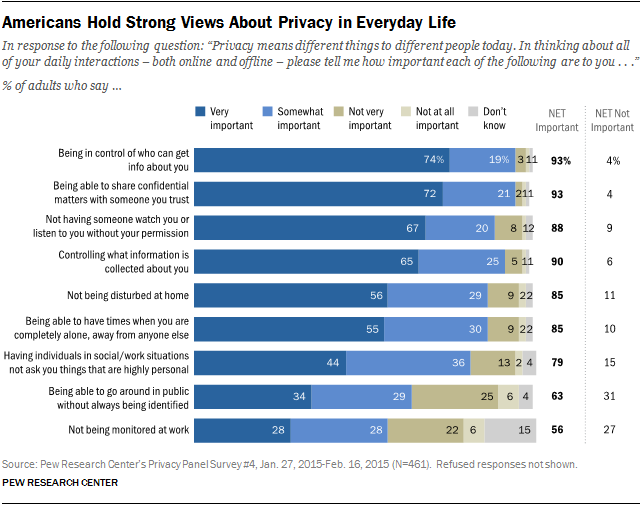 Americans Hold Strong Views About Privacy in Everyday Life
In response to the following question: “Privacy means different things to different people today. In thinking about all
of your daily interactions – both online and offline – please tell me how important each of the following are to you . . .”
% of adults who say ...
Very important
Somewhat important
Not very important
Not at all important
Don't know
NET Important
NET Not Important
Being in control of who can get
info about you
74% 19% 3 1 1 93% 4%
Being able to share confidential
matters with someone you trust
72 21 2 1 1 93 4
Not having someone watch you or
listen to you without your permission
67 20 8 1 2 88 9
Controlling what information is
collected about you
65 25 5 1 1 90 6
Not being disturbed at home
56 29 9 2 2 85 11
Being able to have times when you are
completely alone, away from anyone else
55 30 9 2 2 85 10
Having individuals in social/work situations
not ask you things that are highly personal
44 36 13 2 4 79 15
Being able to go around in public
without always being identified
34 29 25 6 4 63 31
Not being monitored at work
28 28 22 6 15 56 27
Source: Pew Research Center's Privacy Panel Survey #4, Jan. 27, 2015-Feb. 16, 2015 (N=461). Refused responses not shown.
PEW RESEARCH CENTER